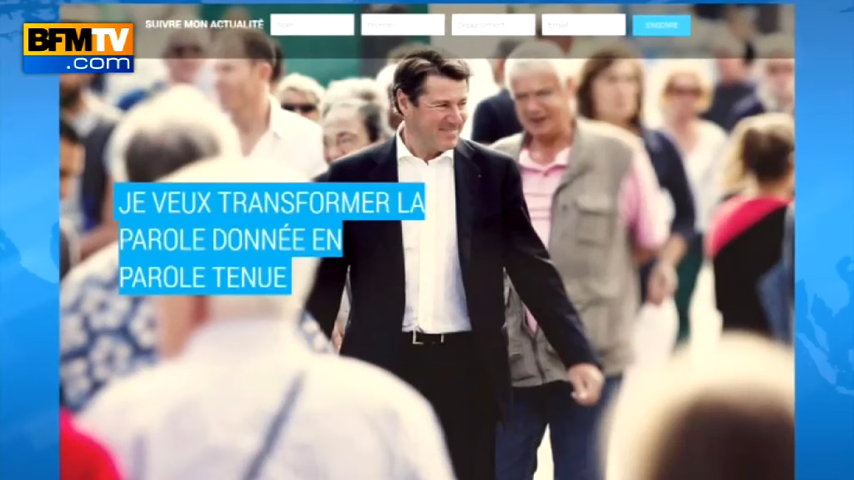 BFMTV
.com
SUIVRE MON ACTUALITÉ
JE VEUX TRANSFORMER LA
PAROLE DONNÉE EN
PAROLE TENUE